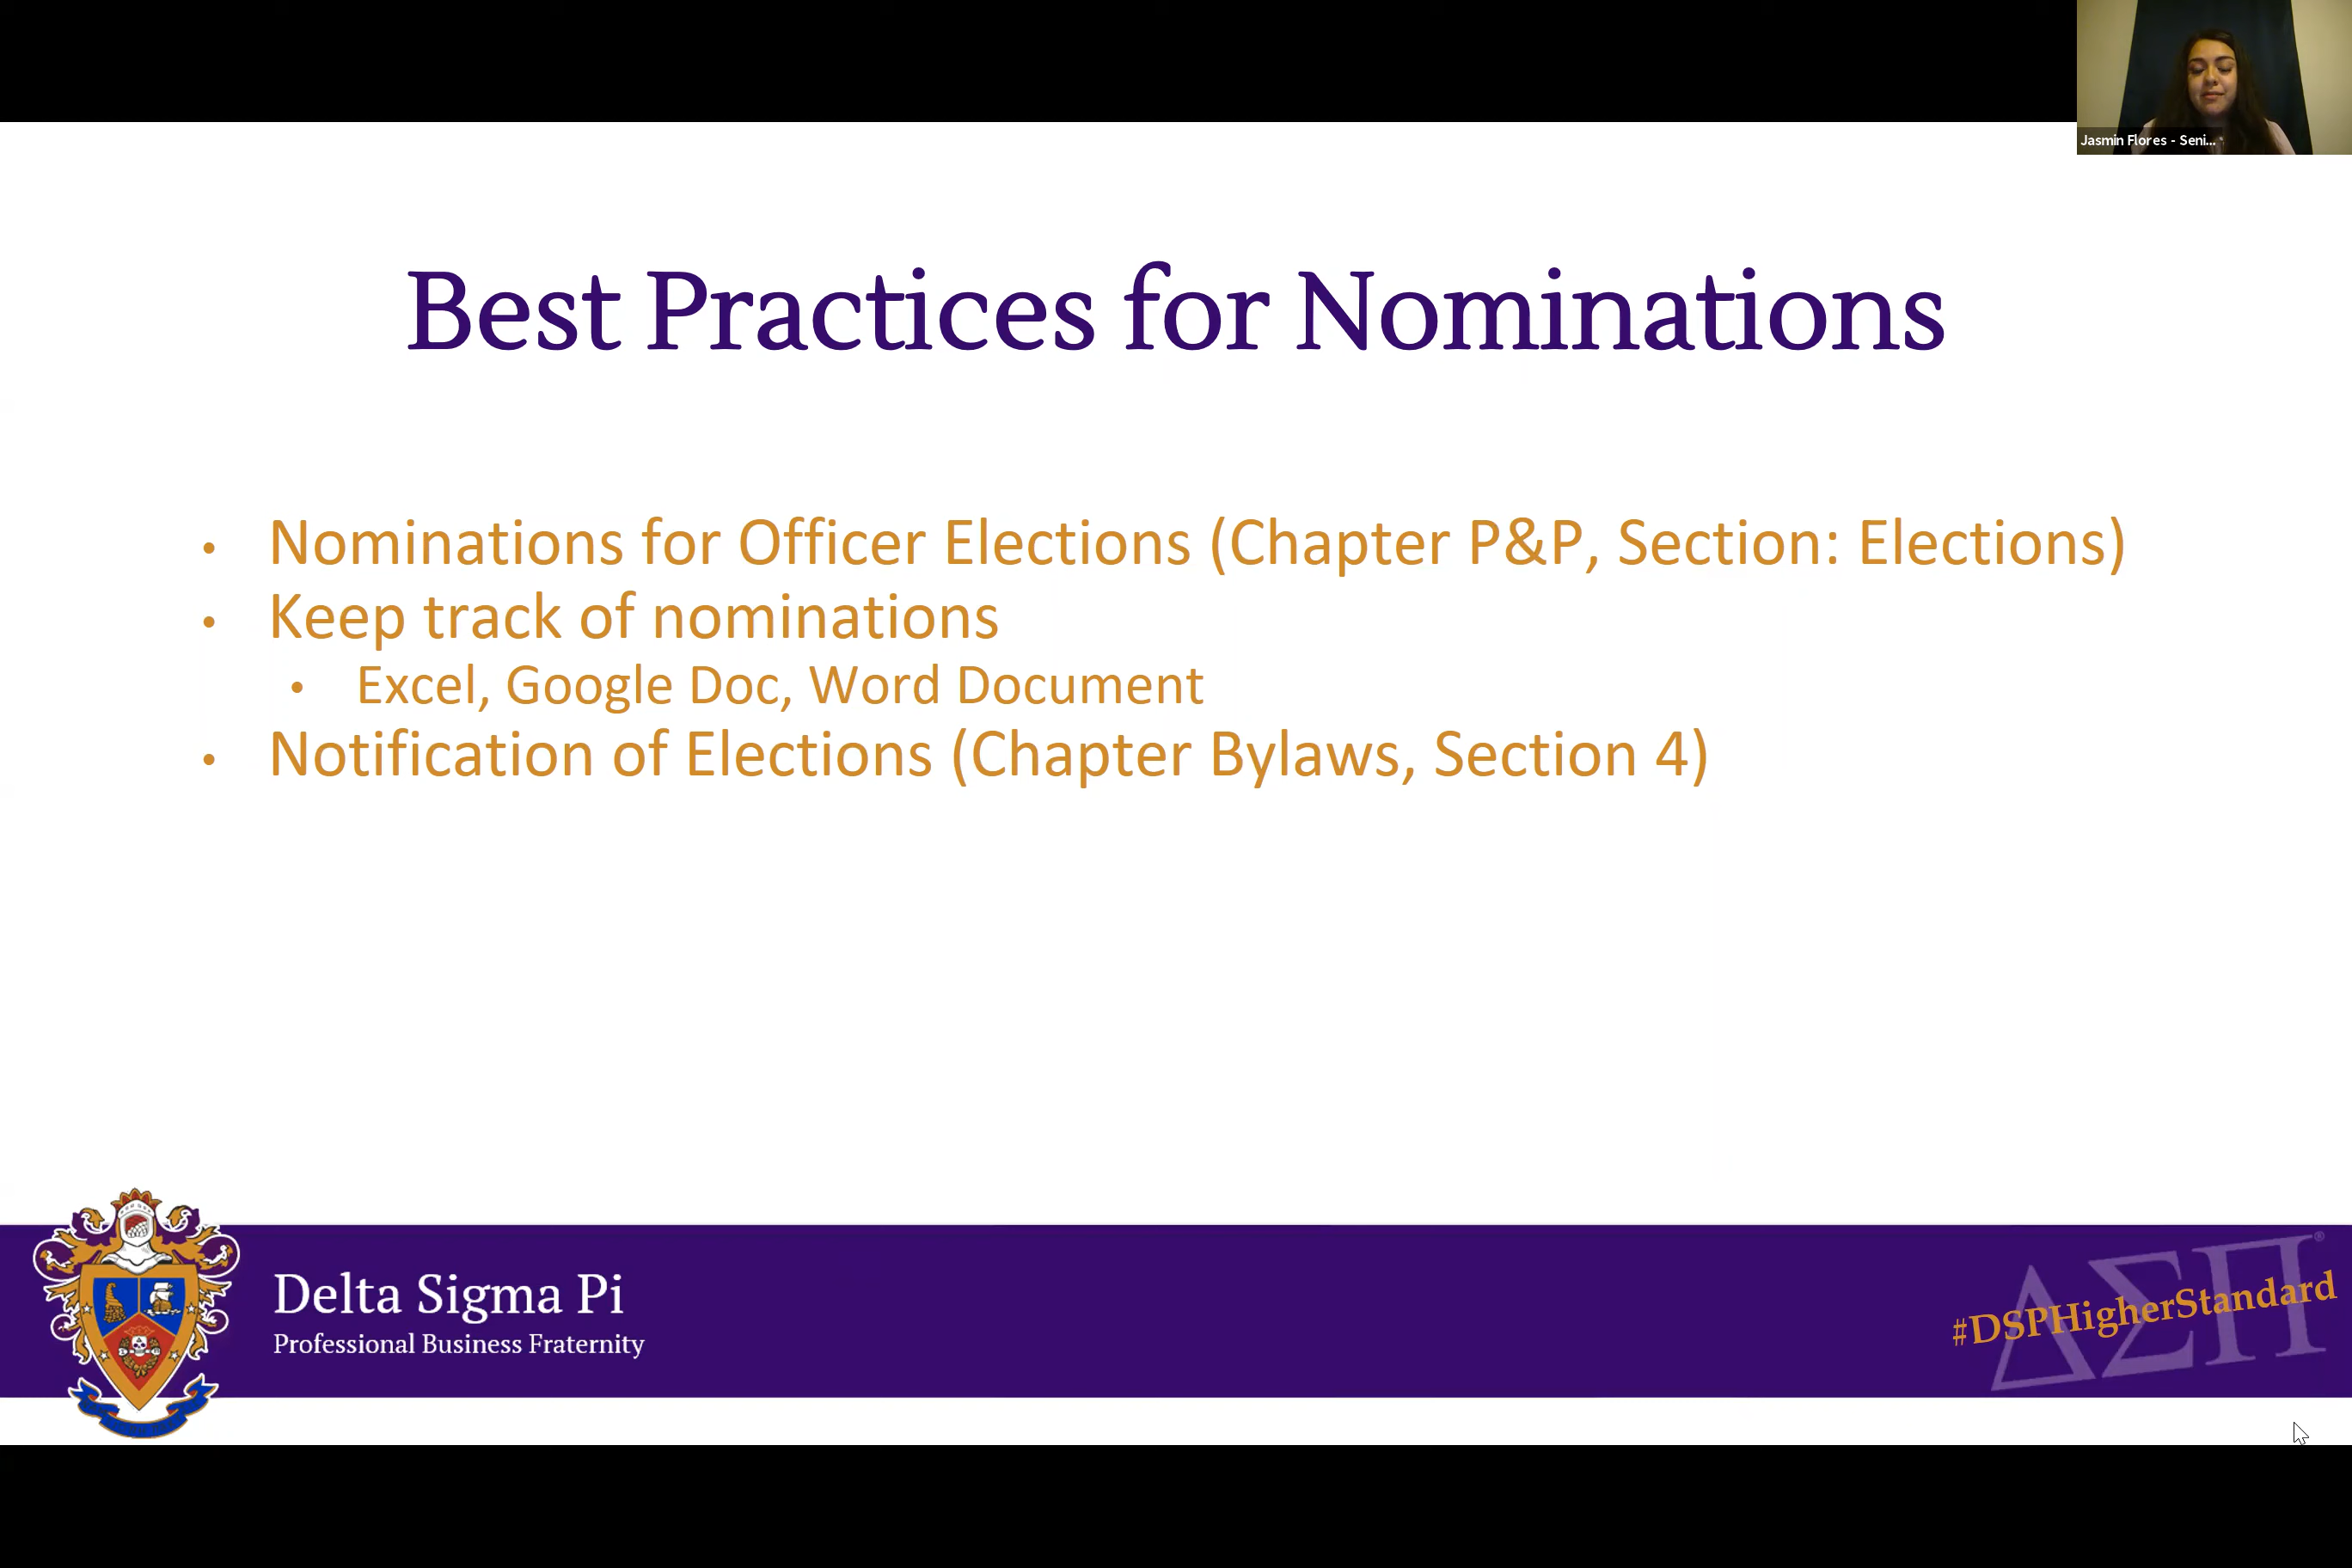 Jasmin Flores - Seni...
Best Practices for Nominations
• Nominations for Officer Elections (Chapter P&P, Section: Elections)
• Keep track of nominations
• Excel, Google Doc, Word Document
• Notification of Elections (Chapter Bylaws, Section 4)
Delta Sigma Pi
Professional Business Fraternity
ΔΣΠ®
#DSPHigherStandard